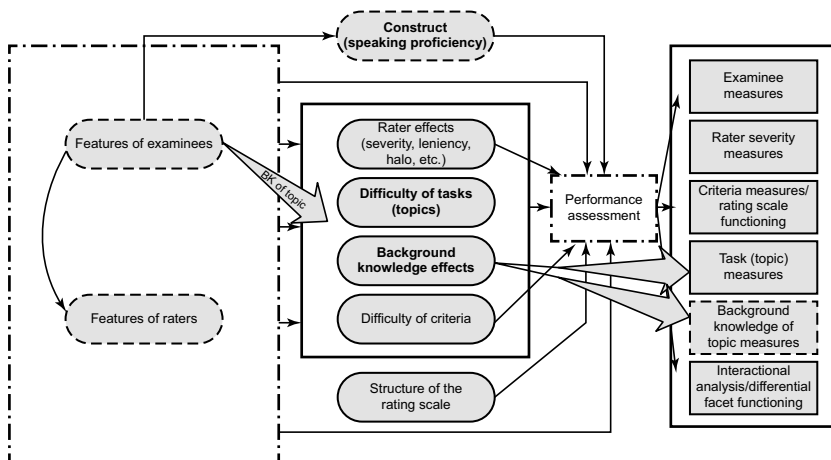 Construct
(speaking proficiency)
Features of examinees
BK of topic
Features of raters
Rater effects
(severity, leniency,
halo, etc.)
Difficulty of tasks
(topics)
Background
knowledge effects
Difficulty of criteria
Structure of the
rating scale
Performance
assessment
Examinee
measures
Rater severity
measures
Criteria measures/
rating scale
functioning
Task (topic)
measures
Background
knowledge of
topic measures
Interactional
analysis/differential
facet functioning